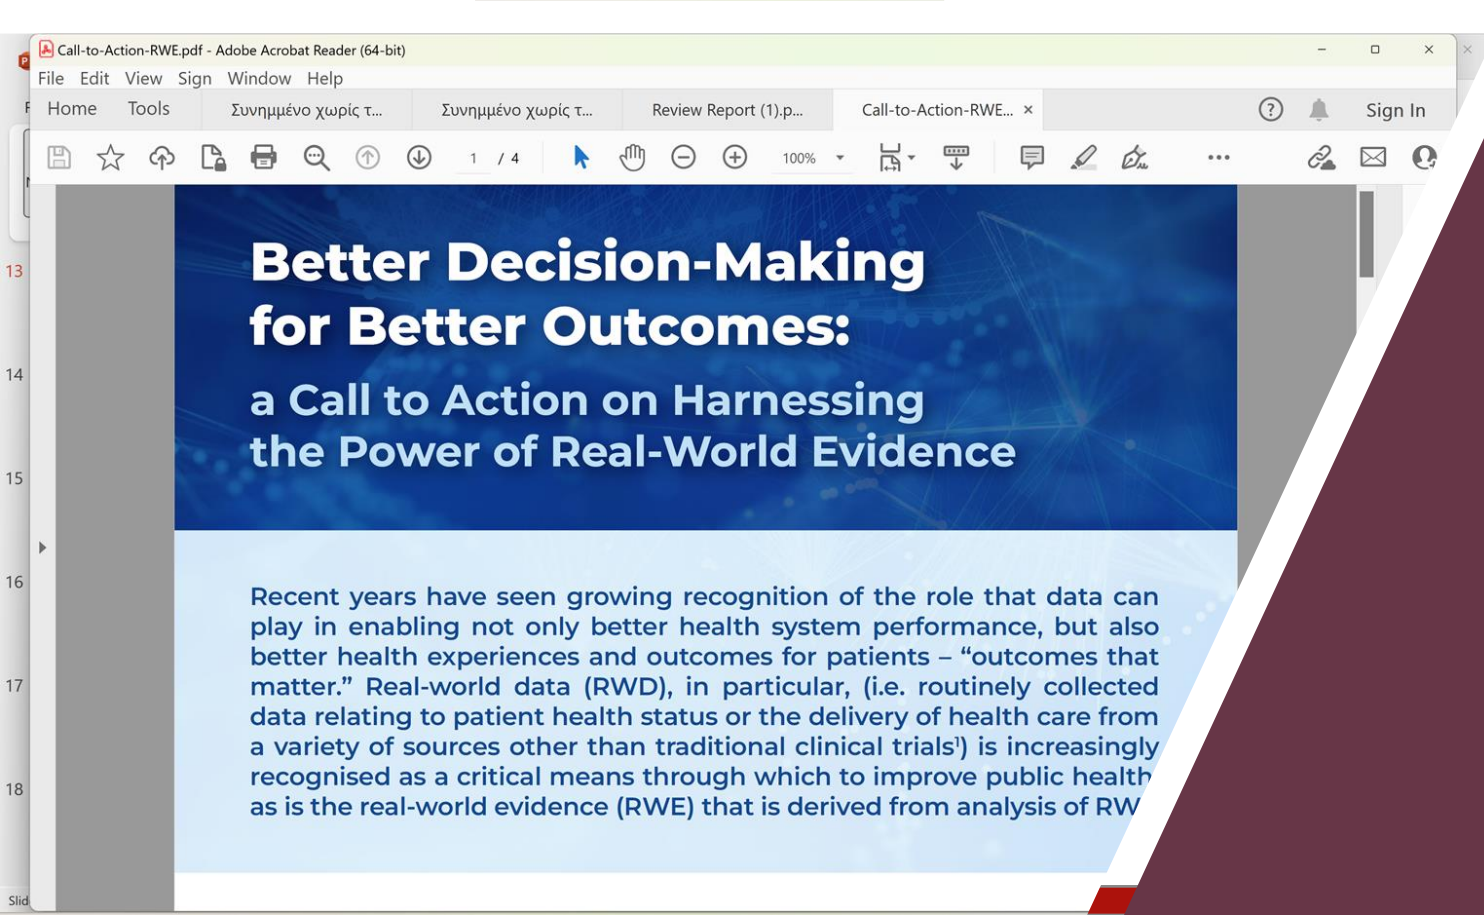 Call-to-Action-RWE.pdf - Adobe Acrobat Reader (64-bit)
File Edit View Sign Window Help
Home Tools Συνημμένο χωρίς τ... Συνημμένο χωρίς τ... Review Report (1).p... Call-to-Action-RWE... × Sign In
1 / 4 100%
Better Decision-Making
for Better Outcomes:
a Call to Action on Harnessing
the Power of Real-World Evidence
13
14
15
16
17
18
Recent years have seen growing recognition of the role that data can
play in enabling not only better health system performance, but also
better health experiences and outcomes for patients – “outcomes that
matter.” Real-world data (RWD), in particular, (i.e. routinely collected
data relating to patient health status or the delivery of health care from
a variety of sources other than traditional clinical trials¹) is increasingly
recognised as a critical means through which to improve public health
as is the real-world evidence (RWE) that is derived from analysis of RW
Slid